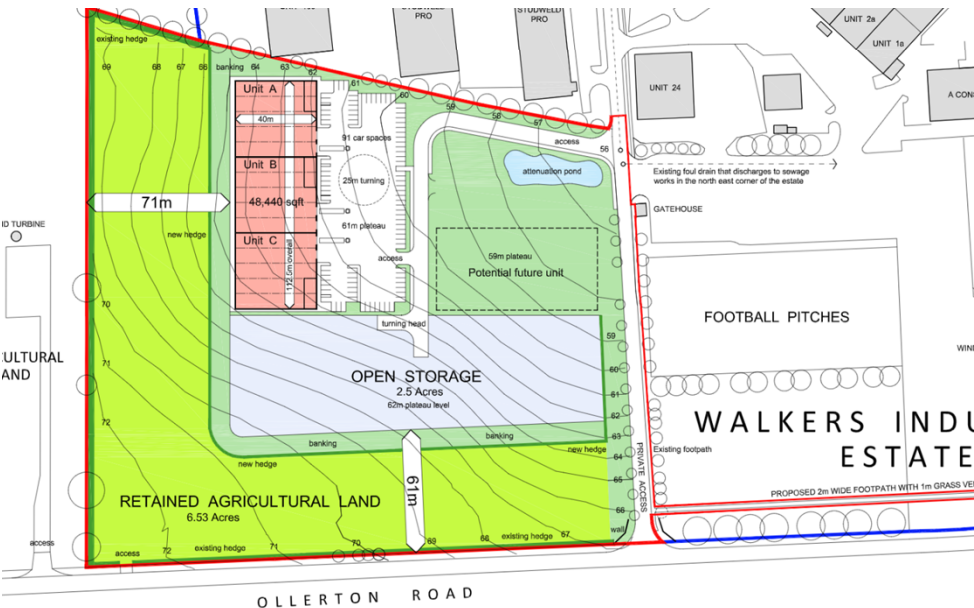 STUDWELD
PRO
STUDWELD
PRO
UNIT 2a
UNIT 1a
existing hedge
69
68
67
66
banking
64
63
62
61
60
59
58
57
56
Unit A
40m
UNIT 24
A CON
91 car spaces
access
Unit B
25m turning
attenuation pond
Existing foul drain that discharges to sewage
works in the north east corner of the estate
71m
48,440 sqft
GATEHOUSE
ID TURBINE
61m plateau
new hedge
Unit C
112.5m overall
access
59m plateau
Potential future unit
70
turning head
FOOTBALL PITCHES
59
ULTURAL
AND
71
60
WIN
OPEN STORAGE
2.5 Acres
62m plateau level
61
62
72
63
WALKERS INDU
ESTATE
banking
banking
new hedge
new hedge
64
Existing footpath
PRIVATE ACCESS
61m
65
RETAINED AGRICULTURAL LAND
6.53 Acres
66
PROPOSED 2m WIDE FOOTPATH WITH 1m GRASS VE
wall
access
access
72
existing hedge
71
70
69
68
existing hedge
67
OLLERTON ROAD